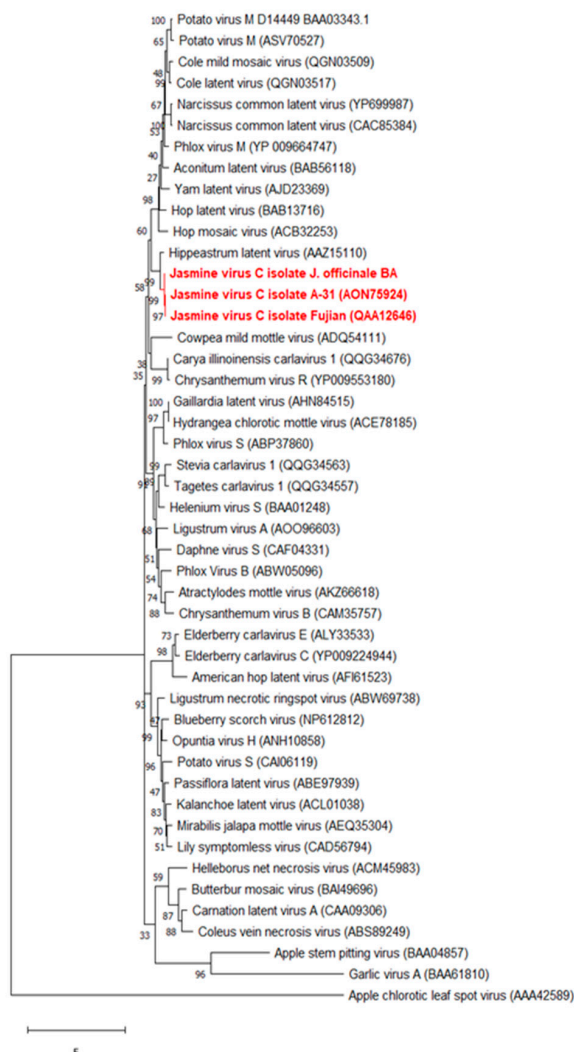 Potato virus M D14449 BAA03343.1
Potato virus M (ASV70527)
Cole mild mosaic virus (QGN03509)
Cole latent virus (QGN03517)
Narcissus common latent virus (YP699987)
Narcissus common latent virus (CAC85384)
Phlox virus M (YP 009664747)
Aconitum latent virus (BAB56118)
Yam latent virus (AJD23369)
Hop latent virus (BAB13716)
Hop mosaic virus (ACB32253)
Hippeastrum latent virus (AAZ15110)
Jasmine virus C isolate J. officinale BA
Jasmine virus C isolate A-31 (AON75924)
Jasmine virus C isolate Fujian (QAA12646)
Cowpea mild mottle virus (ADQ54111)
Carya illinoinensis carlavirus 1 (QQG34676)
Chrysanthemum virus R (YP009553180)
Gaillardia latent virus (AHN84515)
Hydrangea chlorotic mottle virus (ACE78185)
Phlox virus S (ABP37860)
Stevia carlavirus 1 (QQG34563)
Tagetes carlavirus 1 (QQG34557)
Helenium virus S (BAA01248)
Ligustrum virus A (AOO96603)
Daphne virus S (CAF04331)
Phlox Virus B (ABW05096)
Atractylodes mottle virus (AKZ66618)
Chrysanthemum virus B (CAM35757)
Elderberry carlavirus E (ALY33533)
Elderberry carlavirus C (YP009224944)
American hop latent virus (AFI61523)
Ligustrum necrotic ringspot virus (ABW69738)
Blueberry scorch virus (NP612812)
Opuntia virus H (ANH10858)
Potato virus S (CAI06119)
Passiflora latent virus (ABE97939)
Kalanchoe latent virus (ACL01038)
Mirabilis jalapa mottle virus (AEQ35304)
Lily symptomless virus (CAD56794)
Helleborus net necrosis virus (ACM45983)
Butterbur mosaic virus (BAI49696)
Carnation latent virus A (CAA09306)
Coleus vein necrosis virus (ABS89249)
Apple stem pitting virus (BAA04857)
Garlic virus A (BAA61810)
Apple chlorotic leaf spot virus (AAA42589)
100
65
48
99
67
53
40
27
98
60
99
58
99
97
38
35
99
100
97
99
68
51
54
74
88
73
98
93
99
96
47
83
70
51
59
87
88
33
96